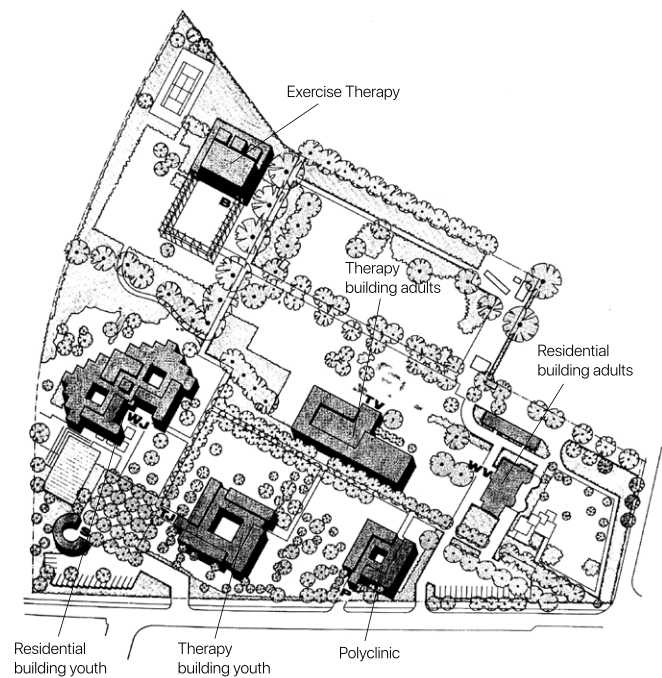 Exercise Therapy
B
Therapy
building adults
Residential
building adults
TV
WJ
WV
S
P
Residential
building youth
Therapy
building youth
Polyclinic